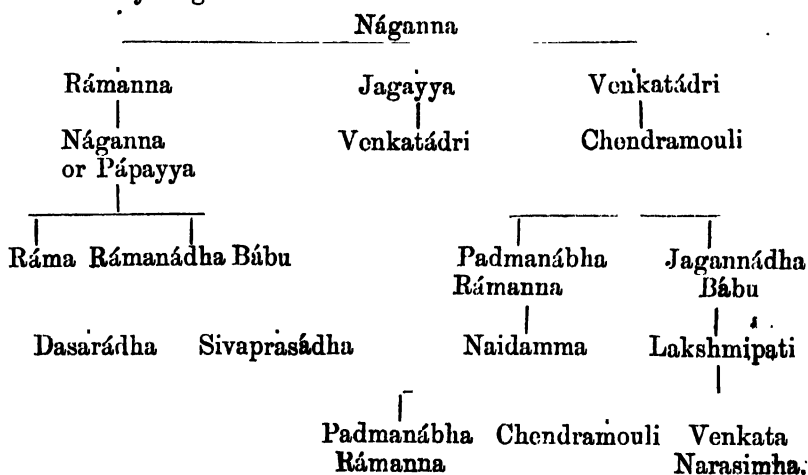 Náganna
Rámanna Jagayya Venkatádri
Náganna Venkatádri Chendramouli
or Pápayya
Ráma Rámanádha Bábu Padmanábha Jagannádha
Rámanna Bábu
Dasarádha Sivaprasádha Naidamma Lakshmipati
Padmanábha Chendramouli Venkata
Rámanna Narasimha.